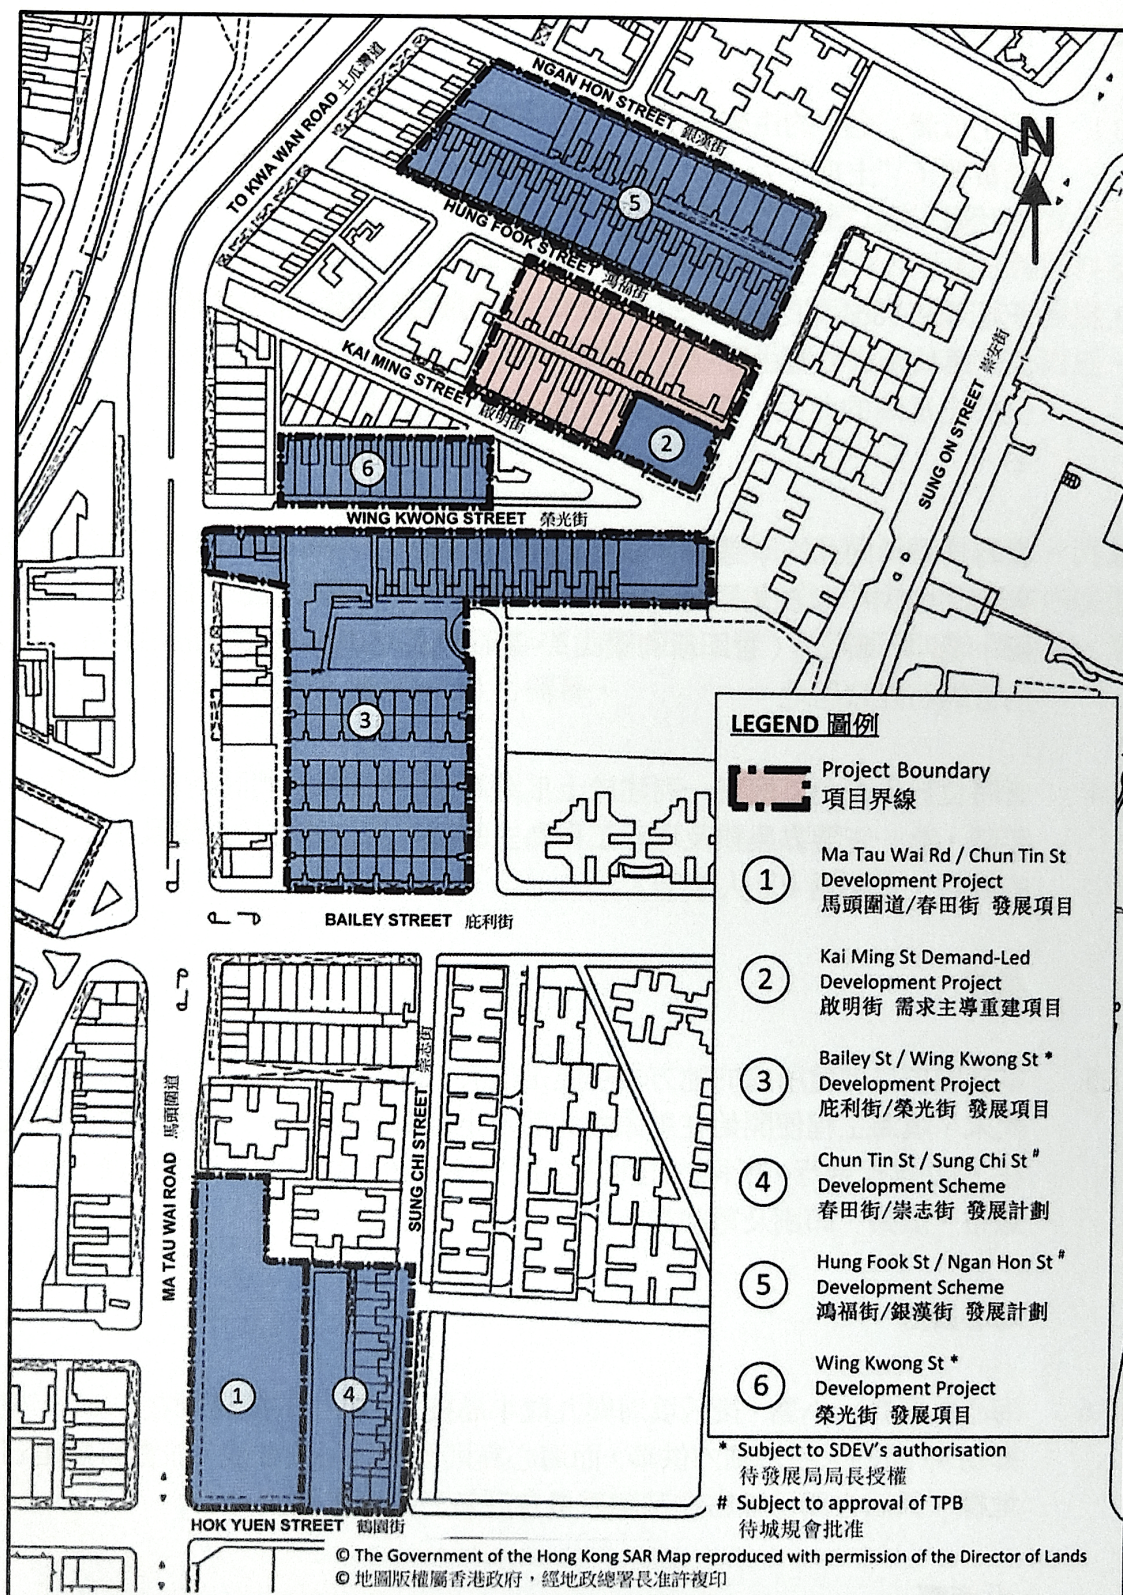 NGAN HON STREET 銀漢街
TO KWA WAN ROAD 土瓜灣道
N
5
HUNG FOOK STREET 鴻福街
KAI MING STREET 啟明街
2
6
SUNG ON STREET 崇安街
WING KWONG STREET 榮光街
3
BAILEY STREET 庇利街
SUNG CHI STREET 崇志街
MA TAU WAI ROAD 馬頭圍道
1
4
HOK YUEN STREET 鶴園街
LEGEND 圖例
Project Boundary
項目界線
1
Ma Tau Wai Rd / Chun Tin St
Development Project
馬頭圍道/春田街 發展項目
2
Kai Ming St Demand-Led
Development Project
啟明街 需求主導重建項目
3
Bailey St / Wing Kwong St *
Development Project
庇利街/榮光街 發展項目
4
Chun Tin St / Sung Chi St #
Development Scheme
春田街/崇志街 發展計劃
5
Hung Fook St / Ngan Hon St #
Development Scheme
鴻福街/銀漢街 發展計劃
6
Wing Kwong St *
Development Project
榮光街 發展項目
* Subject to SDEV's authorisation
待發展局局長授權
# Subject to approval of TPB
待城規會批准
© The Government of the Hong Kong SAR Map reproduced with permission of the Director of Lands
© 地圖版權屬香港政府，經地政總署長准許複印